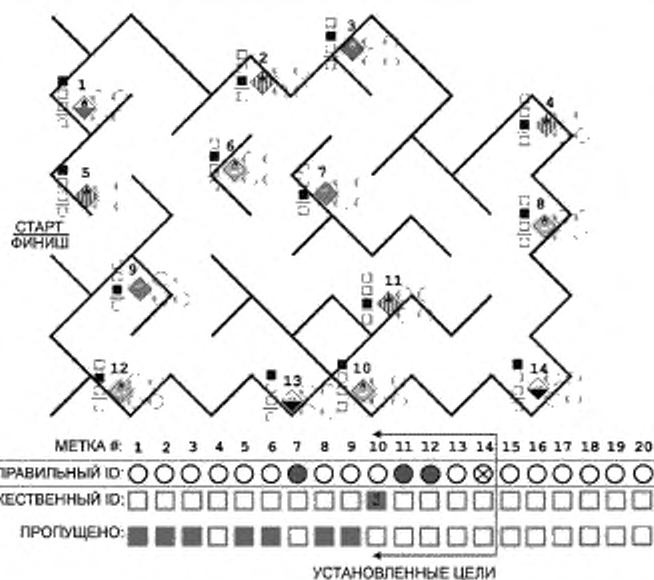 3
2
1
4
6
7
5
8
СТАРТ
ФИНИШ
9
11
12
13
10
14
МЕТКА #: 1 2 3 4 5 6 7 8 9 10 11 12 13 14 15 16 17 18 19 20
РАВИЛЬНЫЙ ID:
ЖЕСТВЕННЫЙ ID:
ПРОПУЩЕНО:
УСТАНОВЛЕННЫЕ ЦЕЛИ